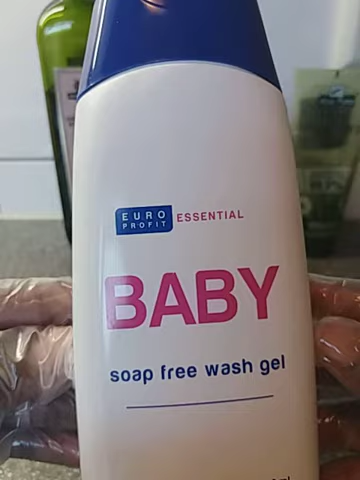 EURO
PROFIT
ESSENTIAL
BABY
soap free wash gel